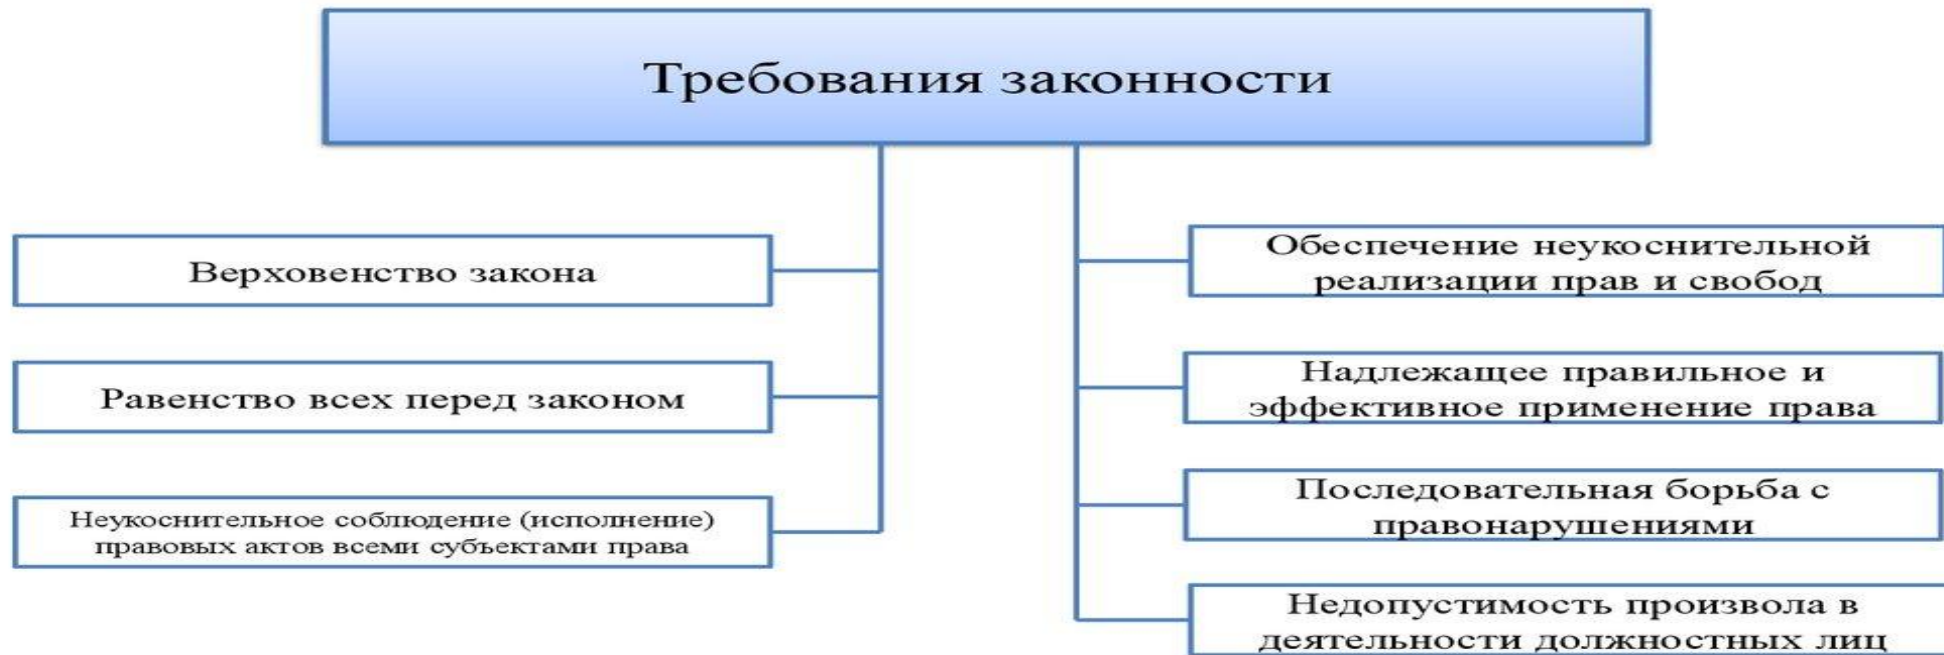 Требования законности
Верховенство закона
Равенство всех перед законом
Неукоснительное соблюдение (исполнение)
правовых актов всеми субъектами права
Обеспечение неукоснительной
реализации прав и свобод
Надлежащее правильное и
эффективное применение права
Последовательная борьба с
правонарушениями
Недопустимость произвола в
деятельности должностных лиц